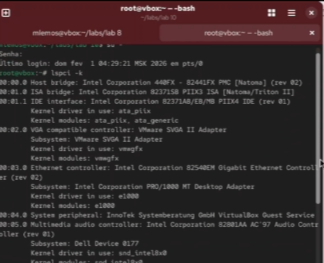 root@vbox:~ -- -bash
~/labs/lab 10
mlemos@vbox:~/labs/lab 8
root@vbox:~ -- -bash
Senha:
Último login: dom fev 1 04:29:21 MSK 2026 em pts/0
root@vbox:~# lspci -k
00:00.0 Host bridge: Intel Corporation 440FX - 82441FX PMC [Natoma] (rev 02)
00:01.0 ISA bridge: Intel Corporation 82371SB PIIX3 ISA [Natoma/Triton II]
00:01.1 IDE interface: Intel Corporation 82371AB/EB/MB PIIX4 IDE (rev 01)
Kernel driver in use: ata_piix
Kernel modules: ata_piix, ata_generic
00:02.0 VGA compatible controller: VMware SVGA II Adapter
Subsystem: VMware SVGA II Adapter
Kernel driver in use: vmwgfx
Kernel modules: vmwgfx
00:03.0 Ethernet controller: Intel Corporation 82540EM Gigabit Ethernet Controll
er (rev 02)
Subsystem: Intel Corporation PRO/1000 MT Desktop Adapter
Kernel driver in use: e1000
Kernel modules: e1000
00:04.0 System peripheral: InnoTek Systemberatung GmbH VirtualBox Guest Service
00:05.0 Multimedia audio controller: Intel Corporation 82801AA AC'97 Audio Contr
oller (rev 01)
Subsystem: Dell Device 0177
Kernel driver in use: snd_intel8x0
Kernel modules: snd_intel8x0